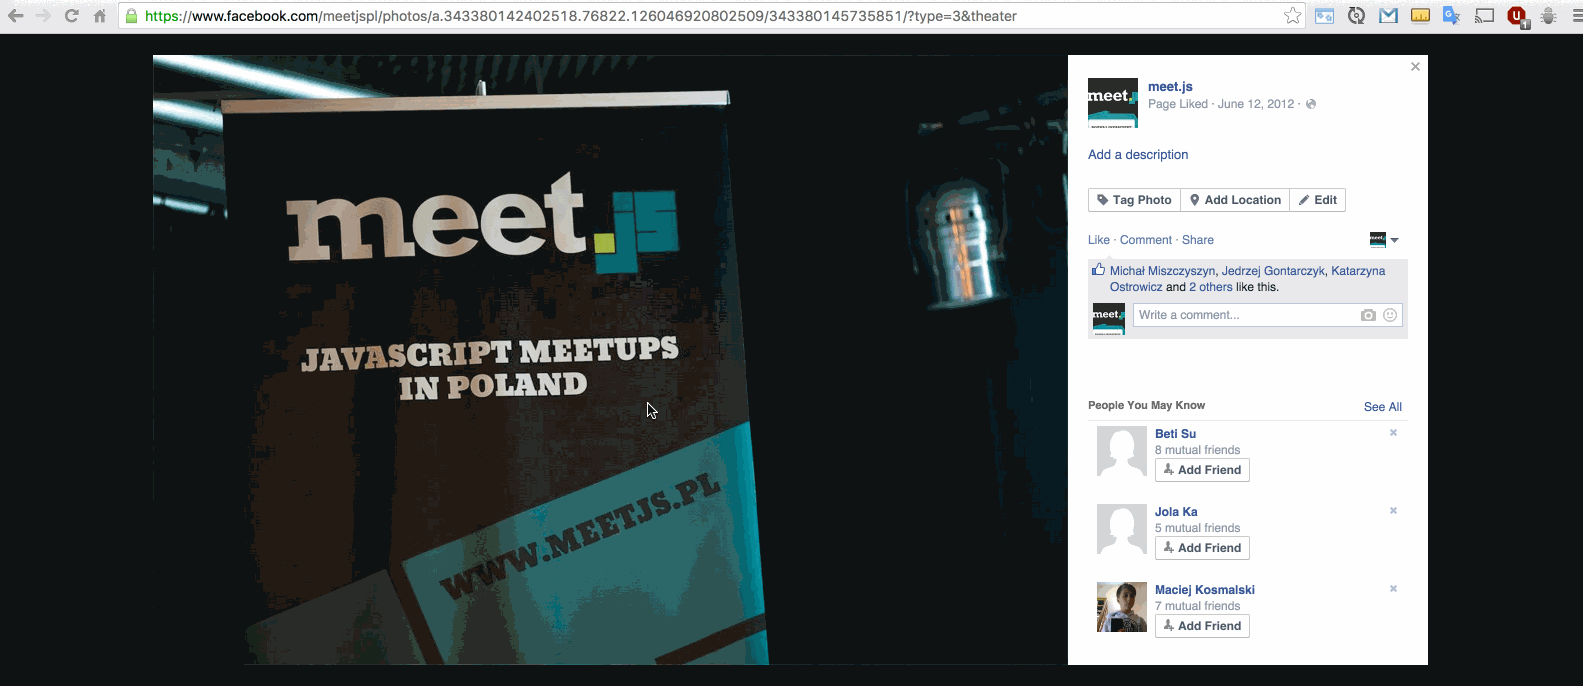 https://www.facebook.com/meetjspl/photos/a.343380142402518.76822.126046920802509/343380145735851/?type=3&theater
meet.js
JAVASCRIPT MEETUPS
IN POLAND
WWW.MEETJS.PL
meet.
meet.js
Page Liked · June 12, 2012 ·
Add a description
Tag Photo
Add Location
Edit
Like · Comment · Share
Michał Miszczyszyn, Jedrzej Gontarczyk, Katarzyna
Ostrowicz and 2 others like this.
meet.
Write a comment...
People You May Know
See All
Beti Su
8 mutual friends
Add Friend
Jola Ka
5 mutual friends
Add Friend
Maciej Kosmalski
7 mutual friends
Add Friend